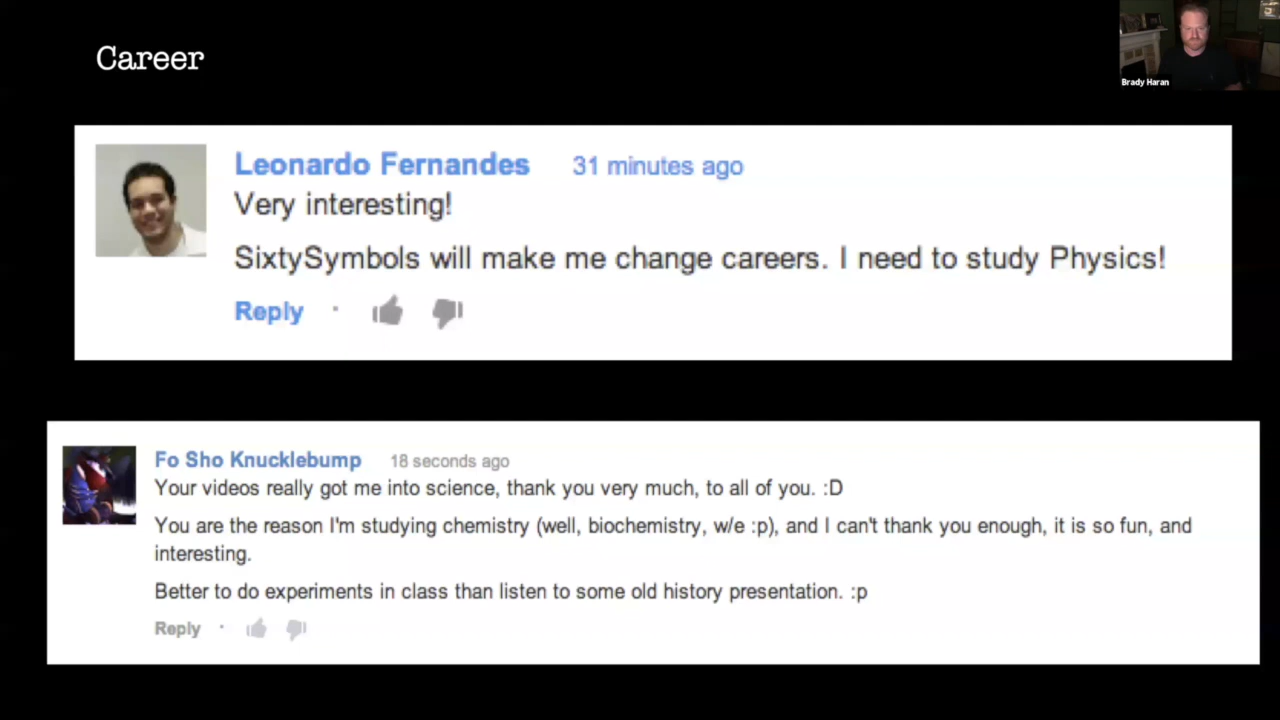 Career
Brady Haran
Leonardo Fernandes 31 minutes ago
Very interesting!
SixtySymbols will make me change careers. I need to study Physics!
Reply ·
Fo Sho Knucklebump 18 seconds ago
Your videos really got me into science, thank you very much, to all of you. :D
You are the reason I'm studying chemistry (well, biochemistry, w/e :p), and I can't thank you enough, it is so fun, and
interesting.
Better to do experiments in class than listen to some old history presentation. :p
Reply ·